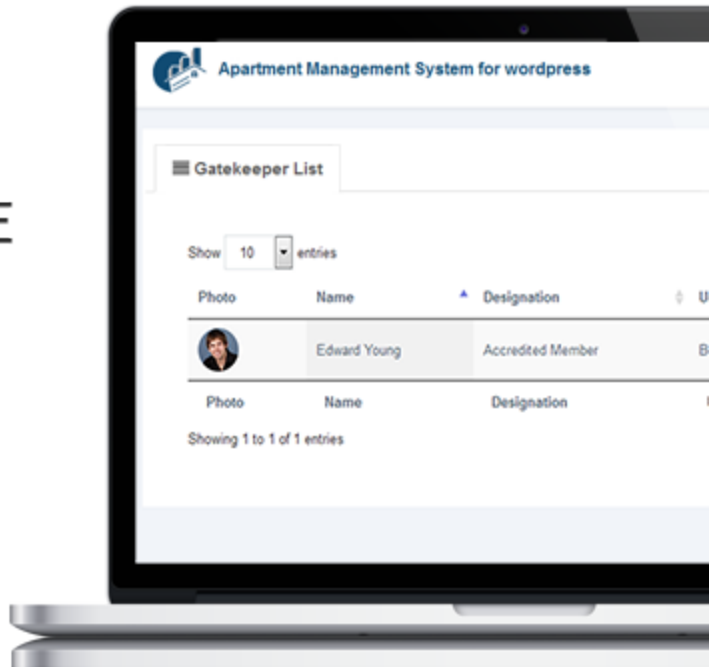 Apartment Management System for wordpress
Gatekeeper List
E
Show 10 entries
Photo Name Designation U
Edward Young Accredited Member B
Photo Name Designation
Showing 1 to 1 of 1 entries